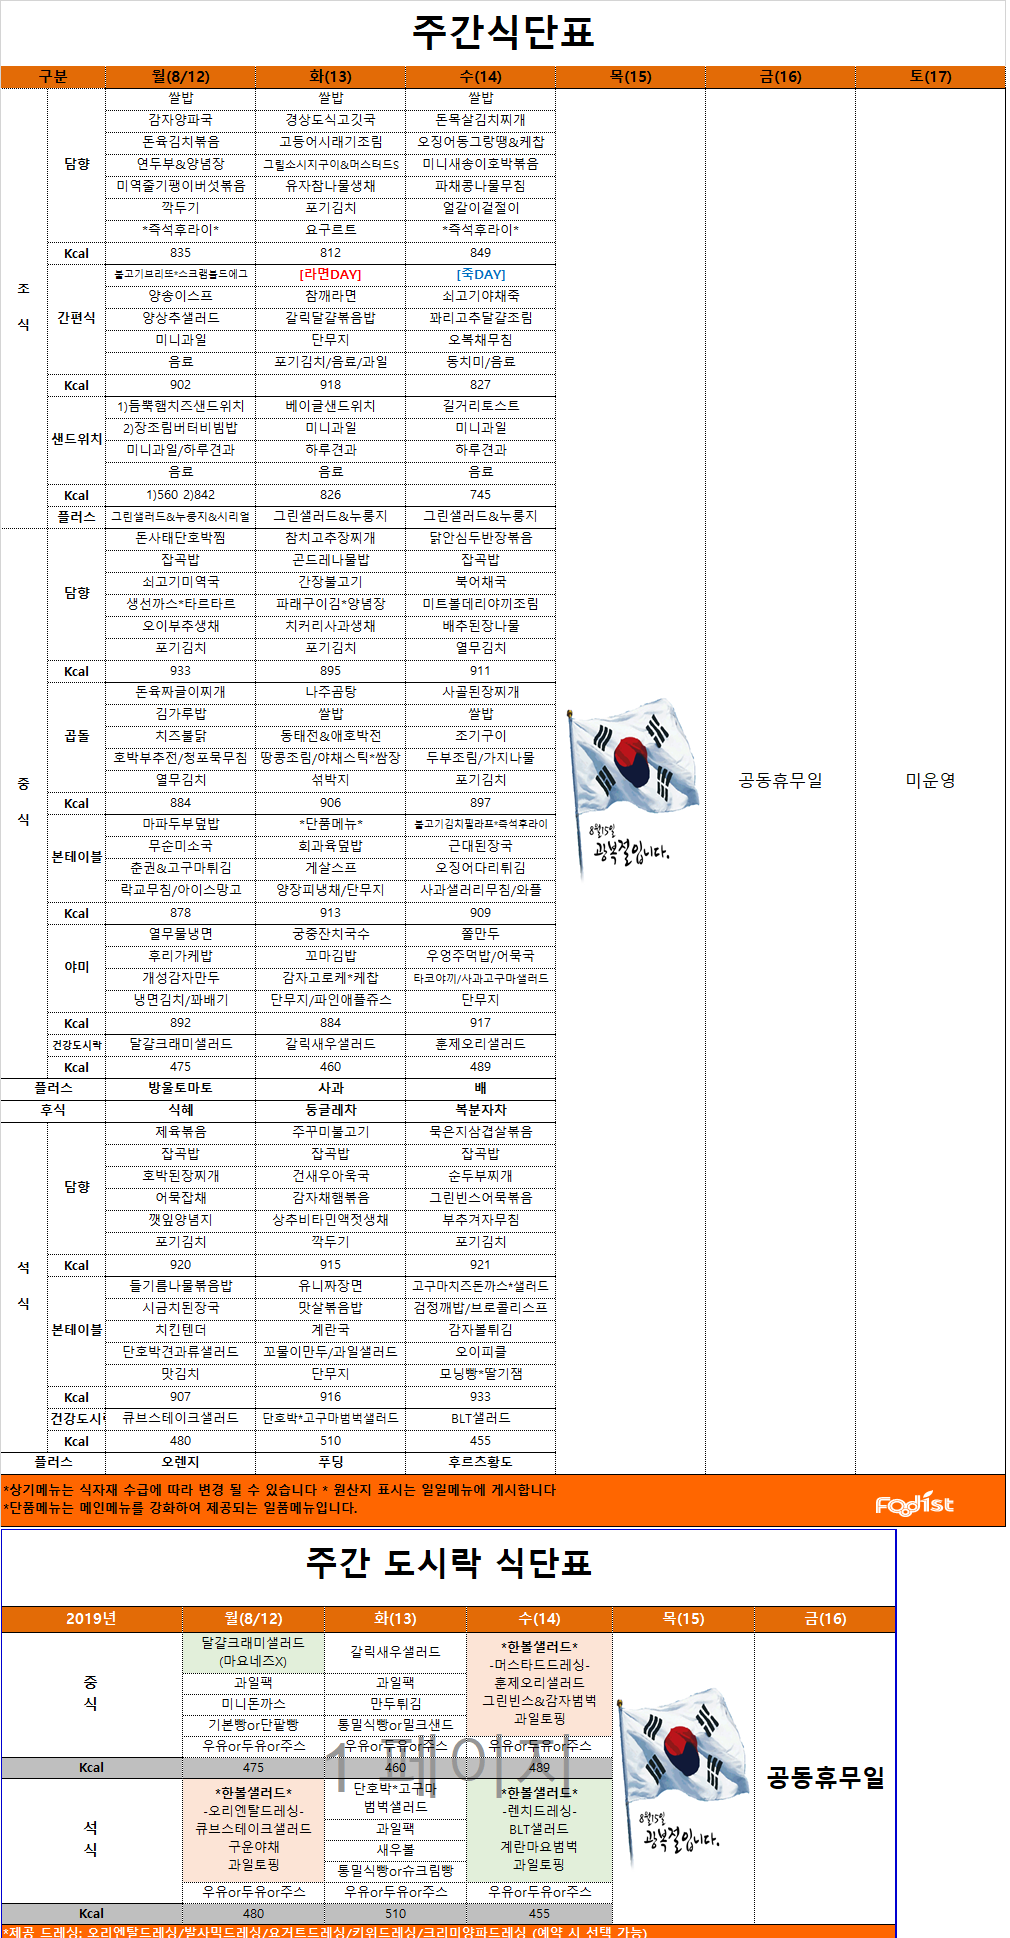 주간식단표
구분 월(8/12) 화(13) 수(14) 목(15) 금(16) 토(17)
쌀밥 쌀밥 쌀밥
감자양파국 경상도식고깃국 돈목살김치찌개
돈육김치볶음 고등어시래기조림 오징어동그랑땡&케찹
담향 연두부&양념장 그릴소시지구이&머스터드S 미니새송이호박볶음
미역줄기팽이버섯볶음 유자참나물생채 파채콩나물무침
깍두기 포기김치 얼갈이겉절이
*즉석후라이* 요구르트 *즉석후라이*
Kcal 835 812 849
불고기브리또*스크램블드에그 [라면DAY] [죽DAY]
조 양송이스프 참깨라면 쇠고기야채죽
식 간편식 양상추샐러드 갈릭달걀볶음밥 꽈리고추달걀조림
미니과일 단무지 오복채무침
음료 포기김치/음료/과일 동치미/음료
Kcal 902 918 827
1)듬뿍햄치즈샌드위치 베이글샌드위치 길거리토스트
샌드위치 2)장조림버터비빔밥 미니과일 미니과일
미니과일/하루견과 하루견과 하루견과
음료 음료 음료
Kcal 1)560 2)842 826 745
플러스 그린샐러드&누룽지&시리얼 그린샐러드&누룽지 그린샐러드&누룽지
돈사태단호박찜 참치고추장찌개 닭안심두반장볶음
잡곡밥 곤드레나물밥 잡곡밥
담향 쇠고기미역국 간장불고기 북어채국
생선까스*타르타르 파래구이김*양념장 미트볼데리야끼조림
오이부추생채 치커리사과생채 배추된장나물
포기김치 포기김치 열무김치
Kcal 933 895 911
돈육짜글이찌개 나주곰탕 사골된장찌개
김가루밥 쌀밥 쌀밥
곱돌 치즈불닭 동태전&애호박전 조기구이
호박부추전/청포묵무침 땅콩조림/야채스틱*쌈장 두부조림/가지나물
중 열무김치 섞박지 포기김치
8월15일
광복절입니다.
공동휴무일 미운영
Kcal 884 906 897
식 마파두부덮밥 *단품메뉴*불고기김치필라프*즉석후라이
본테이블 무순미소국 회과육덮밥 근대된장국
춘권&고구마튀김 게살스프 오징어다리튀김
락교무침/아이스망고 양장피냉채/단무지 사과샐러리무침/와플
Kcal 878 913 909
열무물냉면 궁중잔치국수 쫄만두
야미 후리가케밥 꼬마김밥 우엉주먹밥/어묵국
개성감자만두 감자고로케*케찹 타코야끼/사과고구마샐러드
냉면김치/꽈배기 단무지/파인애플쥬스 단무지
Kcal 892 884 917
건강도시락 달걀크래미샐러드 갈릭새우샐러드 훈제오리샐러드
Kcal 475 460 489
플러스 방울토마토 사과 배
후식 식혜 둥글레차 복분자차
제육볶음 주꾸미불고기 묵은지삼겹살볶음
잡곡밥 잡곡밥 잡곡밥
담향 호박된장찌개 건새우아욱국 순두부찌개
어묵잡채 감자채햄볶음 그린빈스어묵볶음
깻잎양념지 상추비타민액젓생채 부추겨자무침
포기김치 깍두기 포기김치
석 Kcal 920 915 921
들기름나물볶음밥 유니짜장면 고구마치즈돈까스*샐러드
식 시금치된장국 맛살볶음밥 검정깨밥/브로콜리스프
본테이블 치킨텐더 계란국 감자볼튀김
단호박견과류샐러드 꼬물이만두/과일샐러드 오이피클
맛김치 단무지 모닝빵*딸기잼
Kcal 907 916 933
건강도시락 큐브스테이크샐러드 단호박*고구마범벅샐러드 BLT샐러드
Kcal 480 510 455
플러스 오렌지 푸딩 후르츠황도
*상기메뉴는 식자재 수급에 따라 변경 될 수 있습니다 * 원산지 표시는 일일메뉴에 게시합니다
*단품메뉴는 메인메뉴를 강화하여 제공되는 일품메뉴입니다.
Foodist
주간 도시락 식단표
2019년 월(8/12) 화(13) 수(14) 목(15) 금(16)
달걀크래미샐러드 갈릭새우샐러드 *한볼샐러드*
(마요네즈X) -머스타드드레싱-
중 과일팩 과일팩 훈제오리샐러드
식 미니돈까스 만두튀김 그린빈스&감자범벅
기본빵or단팥빵 통밀식빵or밀크샌드 과일토핑
우유or두유or주스 우유or두유or주스 우유or두유or주스
Kcal 475 460 489
1 페이지
8월15일
광복절입니다.
공동휴무일
*한볼샐러드* 단호박*고구마 *한볼샐러드*
-오리엔탈드레싱- 범벅샐러드 -렌치드레싱-
석 큐브스테이크샐러드 과일팩 BLT샐러드
식 구운야채 새우볼 계란마요범벅
과일토핑 통밀식빵or슈크림빵 과일토핑
우유or두유or주스 우유or두유or주스 우유or두유or주스
Kcal 480 510 455
*제공 드레싱: 오리엔탈드레싱/발사믹드레싱/요거트드레싱/키위드레싱/크리미양파드레싱 (예약 시 선택 가능)